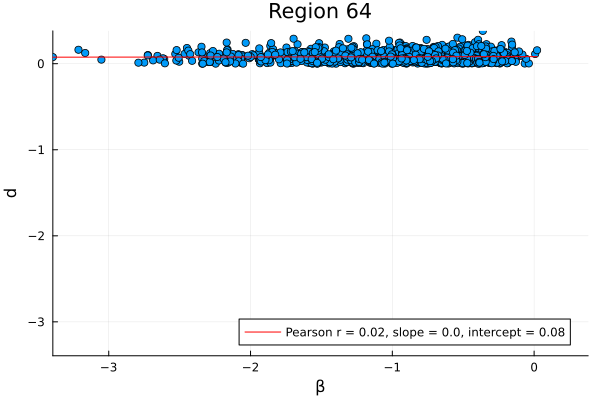 Region 64
d
0
−1
−2
−3
Pearson r = 0.02, slope = 0.0, intercept = 0.08
−3
−2
−1
0
β